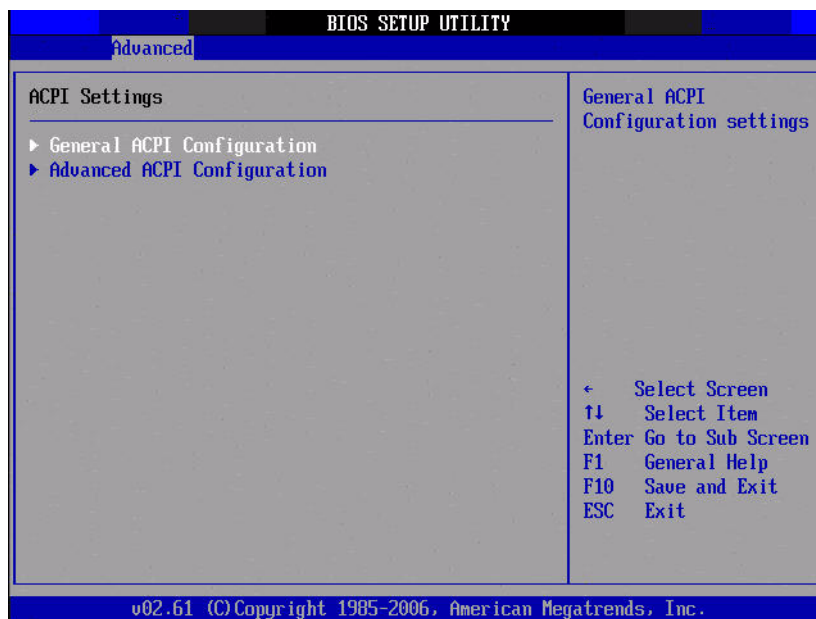 BIOS SETUP UTILITY
Advanced
ACPI Settings
▶ General ACPI Configuration
▶ Advanced ACPI Configuration
General ACPI
Configuration settings
← Select Screen
↑↓ Select Item
Enter Go to Sub Screen
F1 General Help
F10 Save and Exit
ESC Exit
v02.61 (C)Copyright 1985-2006, American Megatrends, Inc.